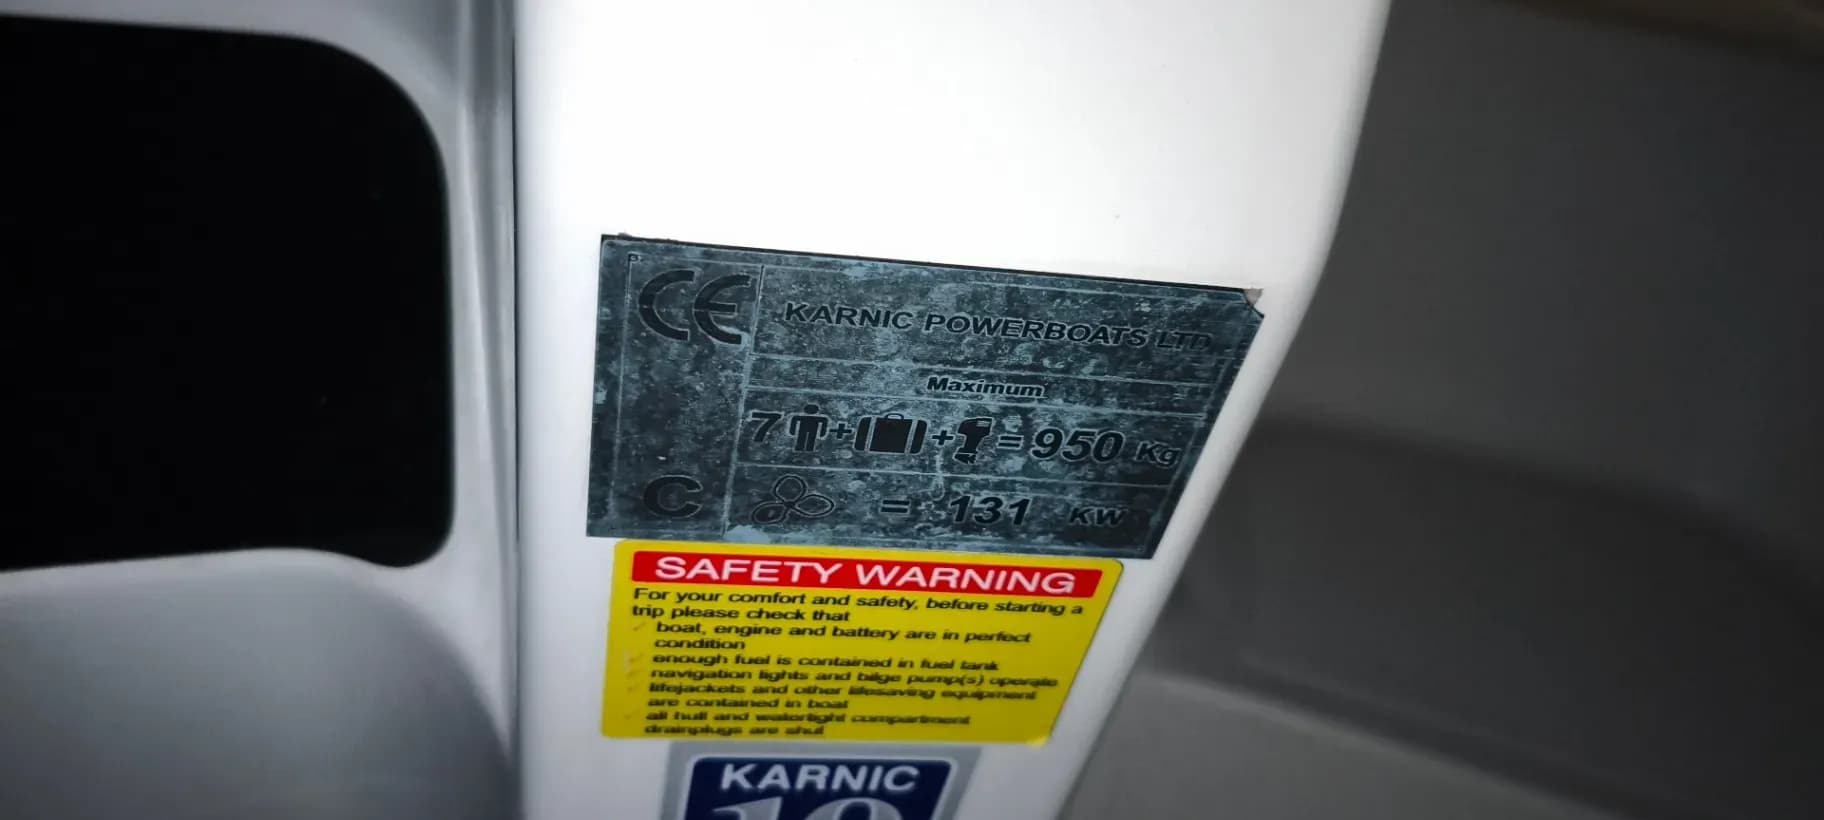 CE KARNIC POWERBOATS LTD
Maximum
7 + + = 950 Kg
C = 131 KW
SAFETY WARNING
For your comfort and safety, before starting a
trip please check that
boat, engine and battery are in perfect
condition
enough fuel is contained in fuel tank
navigation lights and bilge pump(s) operate
lifejackets and other lifesaving equipment
are contained in boat
all hull and watertight compartment
drainplugs are shut
KARNIC